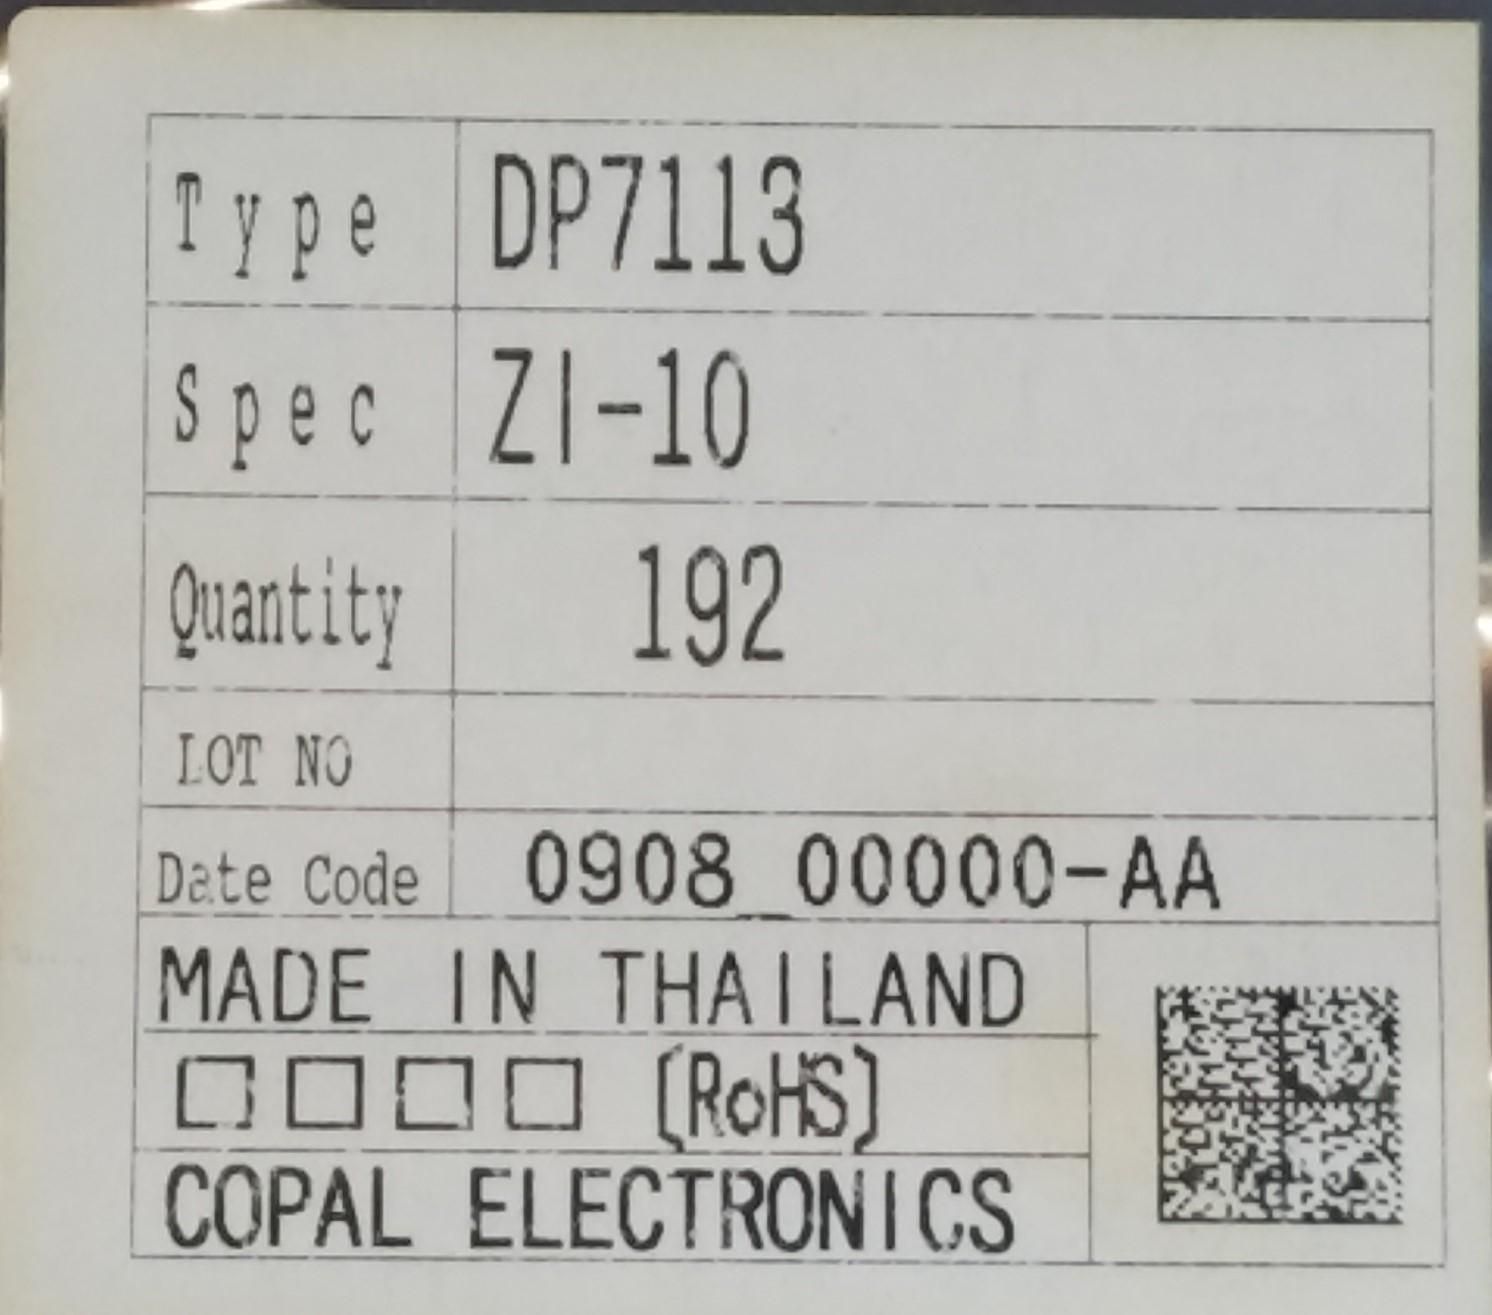 Type DP7113
Spec ZI-10
Quantity 192
LOT NO
Date Code 0908_00000-AA
MADE IN THAILAND
□□□□ (RoHS)
COPAL ELECTRONICS